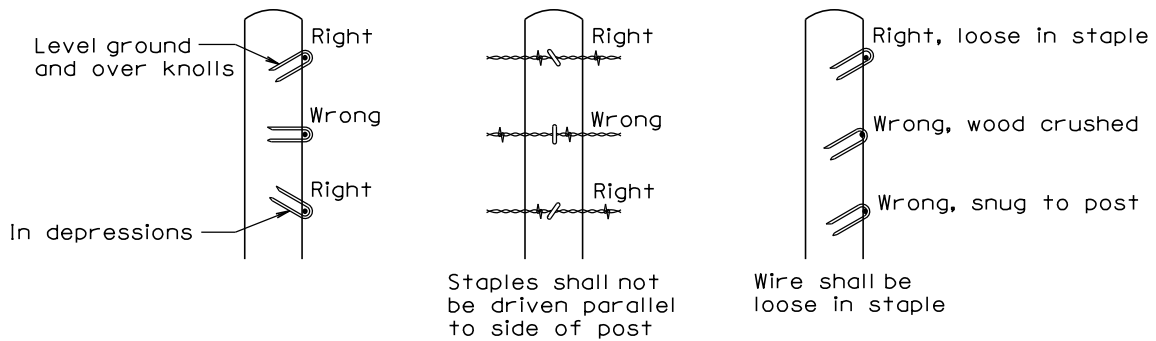 Level ground
and over knolls
Right
Wrong
Right
In depressions
Right
Wrong
Right
Staples shall not
be driven parallel
to side of post
Right, loose in staple
Wrong, wood crushed
Wrong, snug to post
Wire shall be
loose in staple